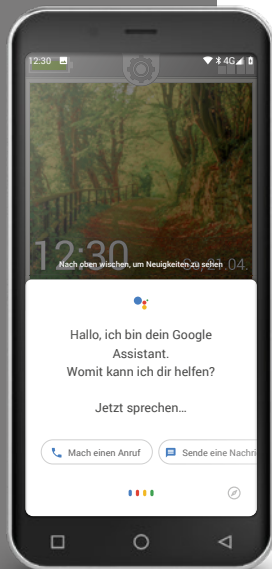 12:30 4G
Nach oben wischen, um Neuigkeiten zu sehen
12:30 21.04.
Hallo, ich bin dein Google
Assistant.
Womit kann ich dir helfen?
Jetzt sprechen...
Mach einen Anruf Sende eine Nachri